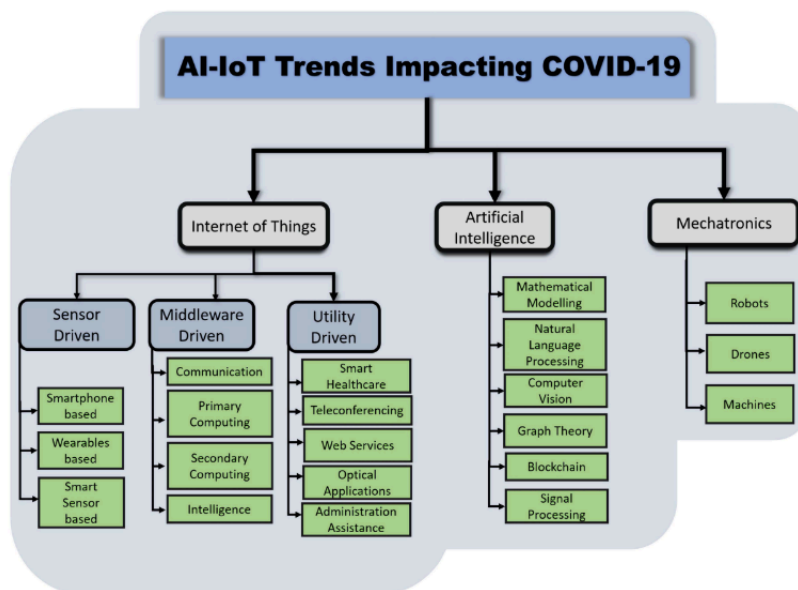 AI-IoT Trends Impacting COVID-19
Internet of Things
Artificial
Intelligence
Mechatronics
Sensor
Driven
Middleware
Driven
Utility
Driven
Smartphone
based
Wearables
based
Smart
Sensor
based
Communication
Primary
Computing
Secondary
Computing
Intelligence
Smart
Healthcare
Teleconferencing
Web Services
Optical
Applications
Administration
Assistance
Mathematical
Modelling
Natural
Language
Processing
Computer
Vision
Graph Theory
Blockchain
Signal
Processing
Robots
Drones
Machines